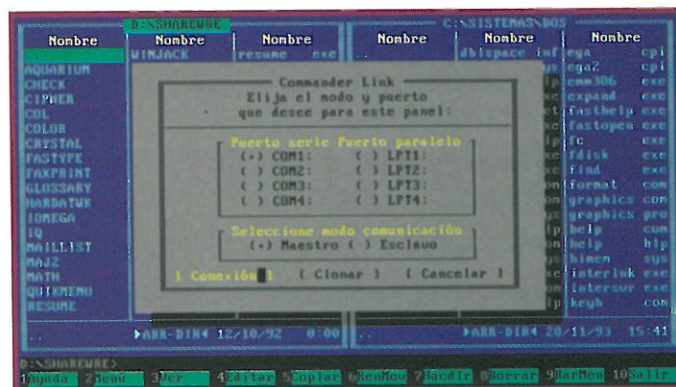 D:\SHAREWRE
C:\SISTEMAS\DOS
Nombre Nombre Nombre Nombre Nombre Nombre
.. WINJACK resume exe .. dblspace inf ega cpi
AQUARIUM ega2 cpi
CHECK emm386 exe
CIPHER expand exe
COL fasthelp exe
COLOR fastopen exe
CRYSTAL fc exe
FASTYPE fdisk exe
FAXPRINT find exe
GLOSSARY format com
HARDATWK graphics com
IOMEGA graphics pro
IQ help com
MAILLIST help hlp
MAJ2 himem sys
MATH interlnk exe
QUIKMENU intersvr exe
RESUME keyb com
Commander Link
Elija el modo y puerto
que desee para este panel:
Puerto serie Puerto paralelo
(•) COM1: ( ) LPT1:
( ) COM2: ( ) LPT2:
( ) COM3: ( ) LPT3:
( ) COM4: ( ) LPT4:
Seleccione modo comunicación
(•) Maestro ( ) Esclavo
[ Conexión ] [ Clonar ] [ Cancelar ]
.. ►ABR-DIR◄ 12/10/92 0:00 .. ►ABR-DIR◄ 20/11/93 15:41
D:\SHAREWRE>
1Ayuda 2Menú 3Ver 4Editar 5Copiar 6RenMov 7HacDir 8Borrar 9BarMen 10Salir